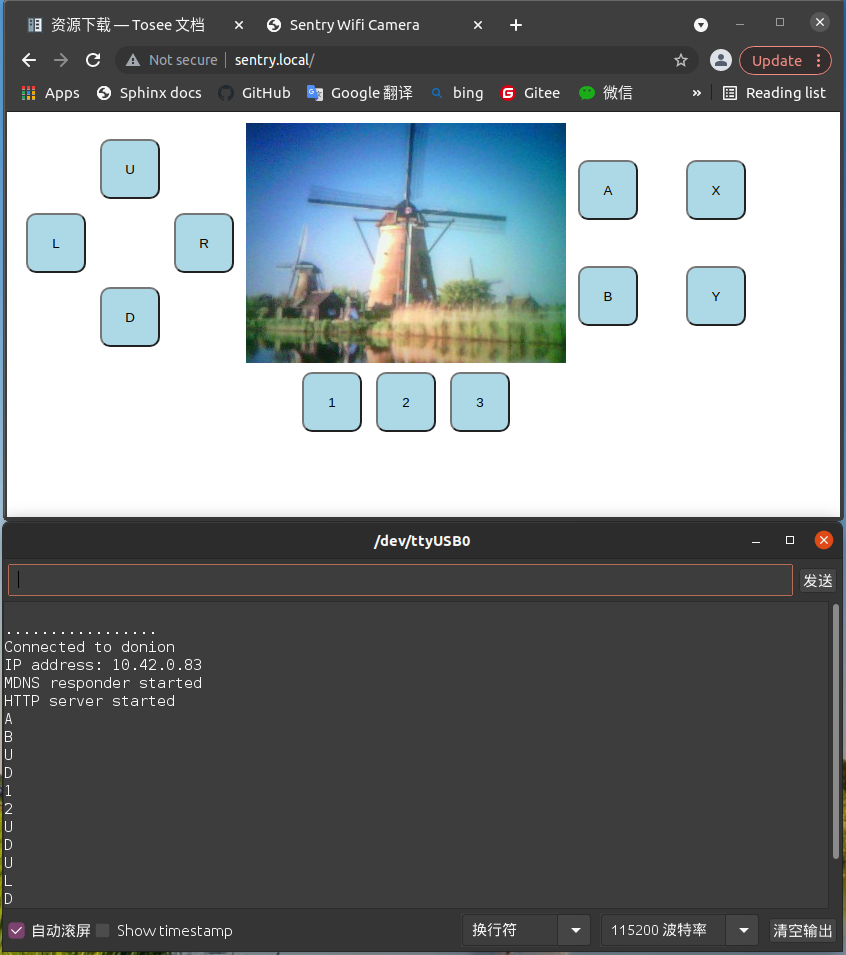 资源下载 — Tosee 文档
Sentry Wifi Camera
Not secure
sentry.local/
Update
Apps
Sphinx docs
GitHub
Google 翻译
bing
Gitee
微信
»
Reading list
U
L
R
D
A
X
B
Y
1
2
3
/dev/ttyUSB0
发送
.................
Connected to donion
IP address: 10.42.0.83
MDNS responder started
HTTP server started
A
B
U
D
1
2
U
D
U
L
D
自动滚屏
Show timestamp
换行符
115200 波特率
清空输出